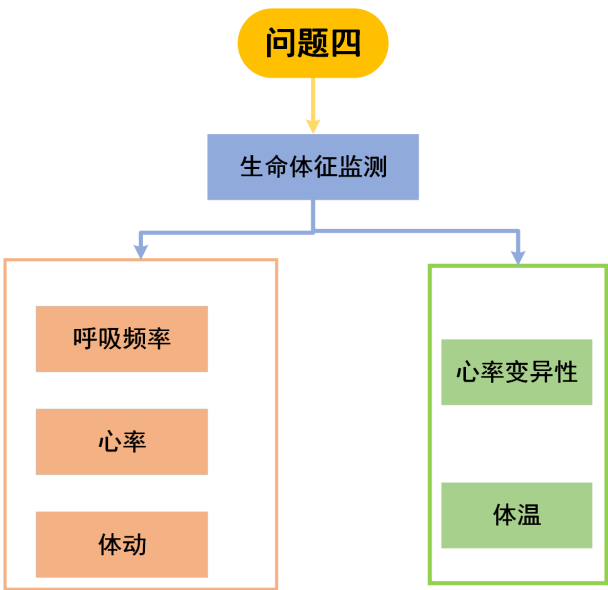 问题四
生命体征监测
呼吸频率
心率
体动
心率变异性
体温